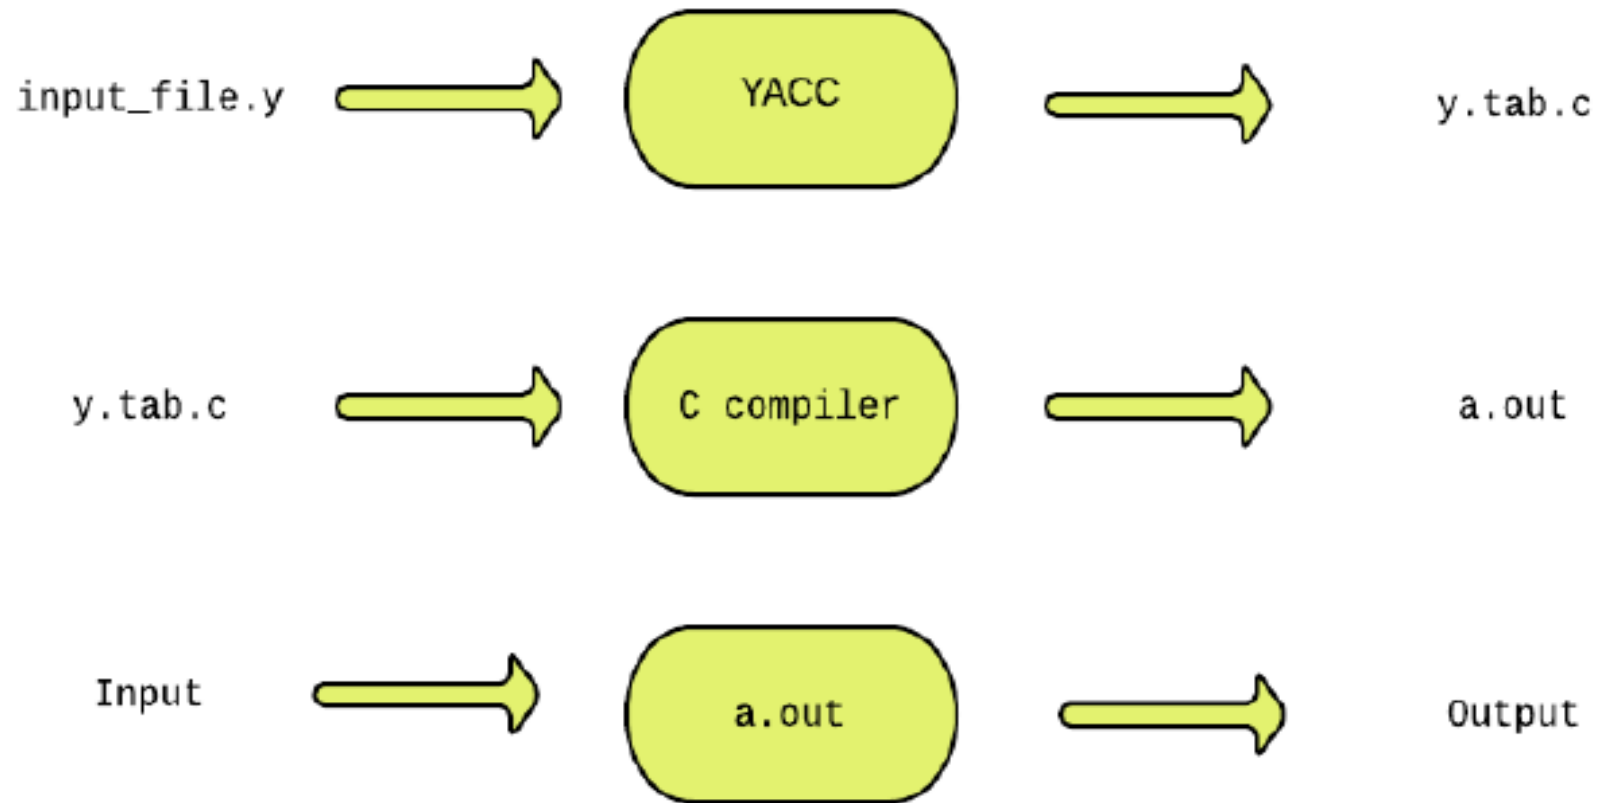 input_file.y
YACC
y.tab.c
y.tab.c
C compiler
a.out
Input
a.out
Output